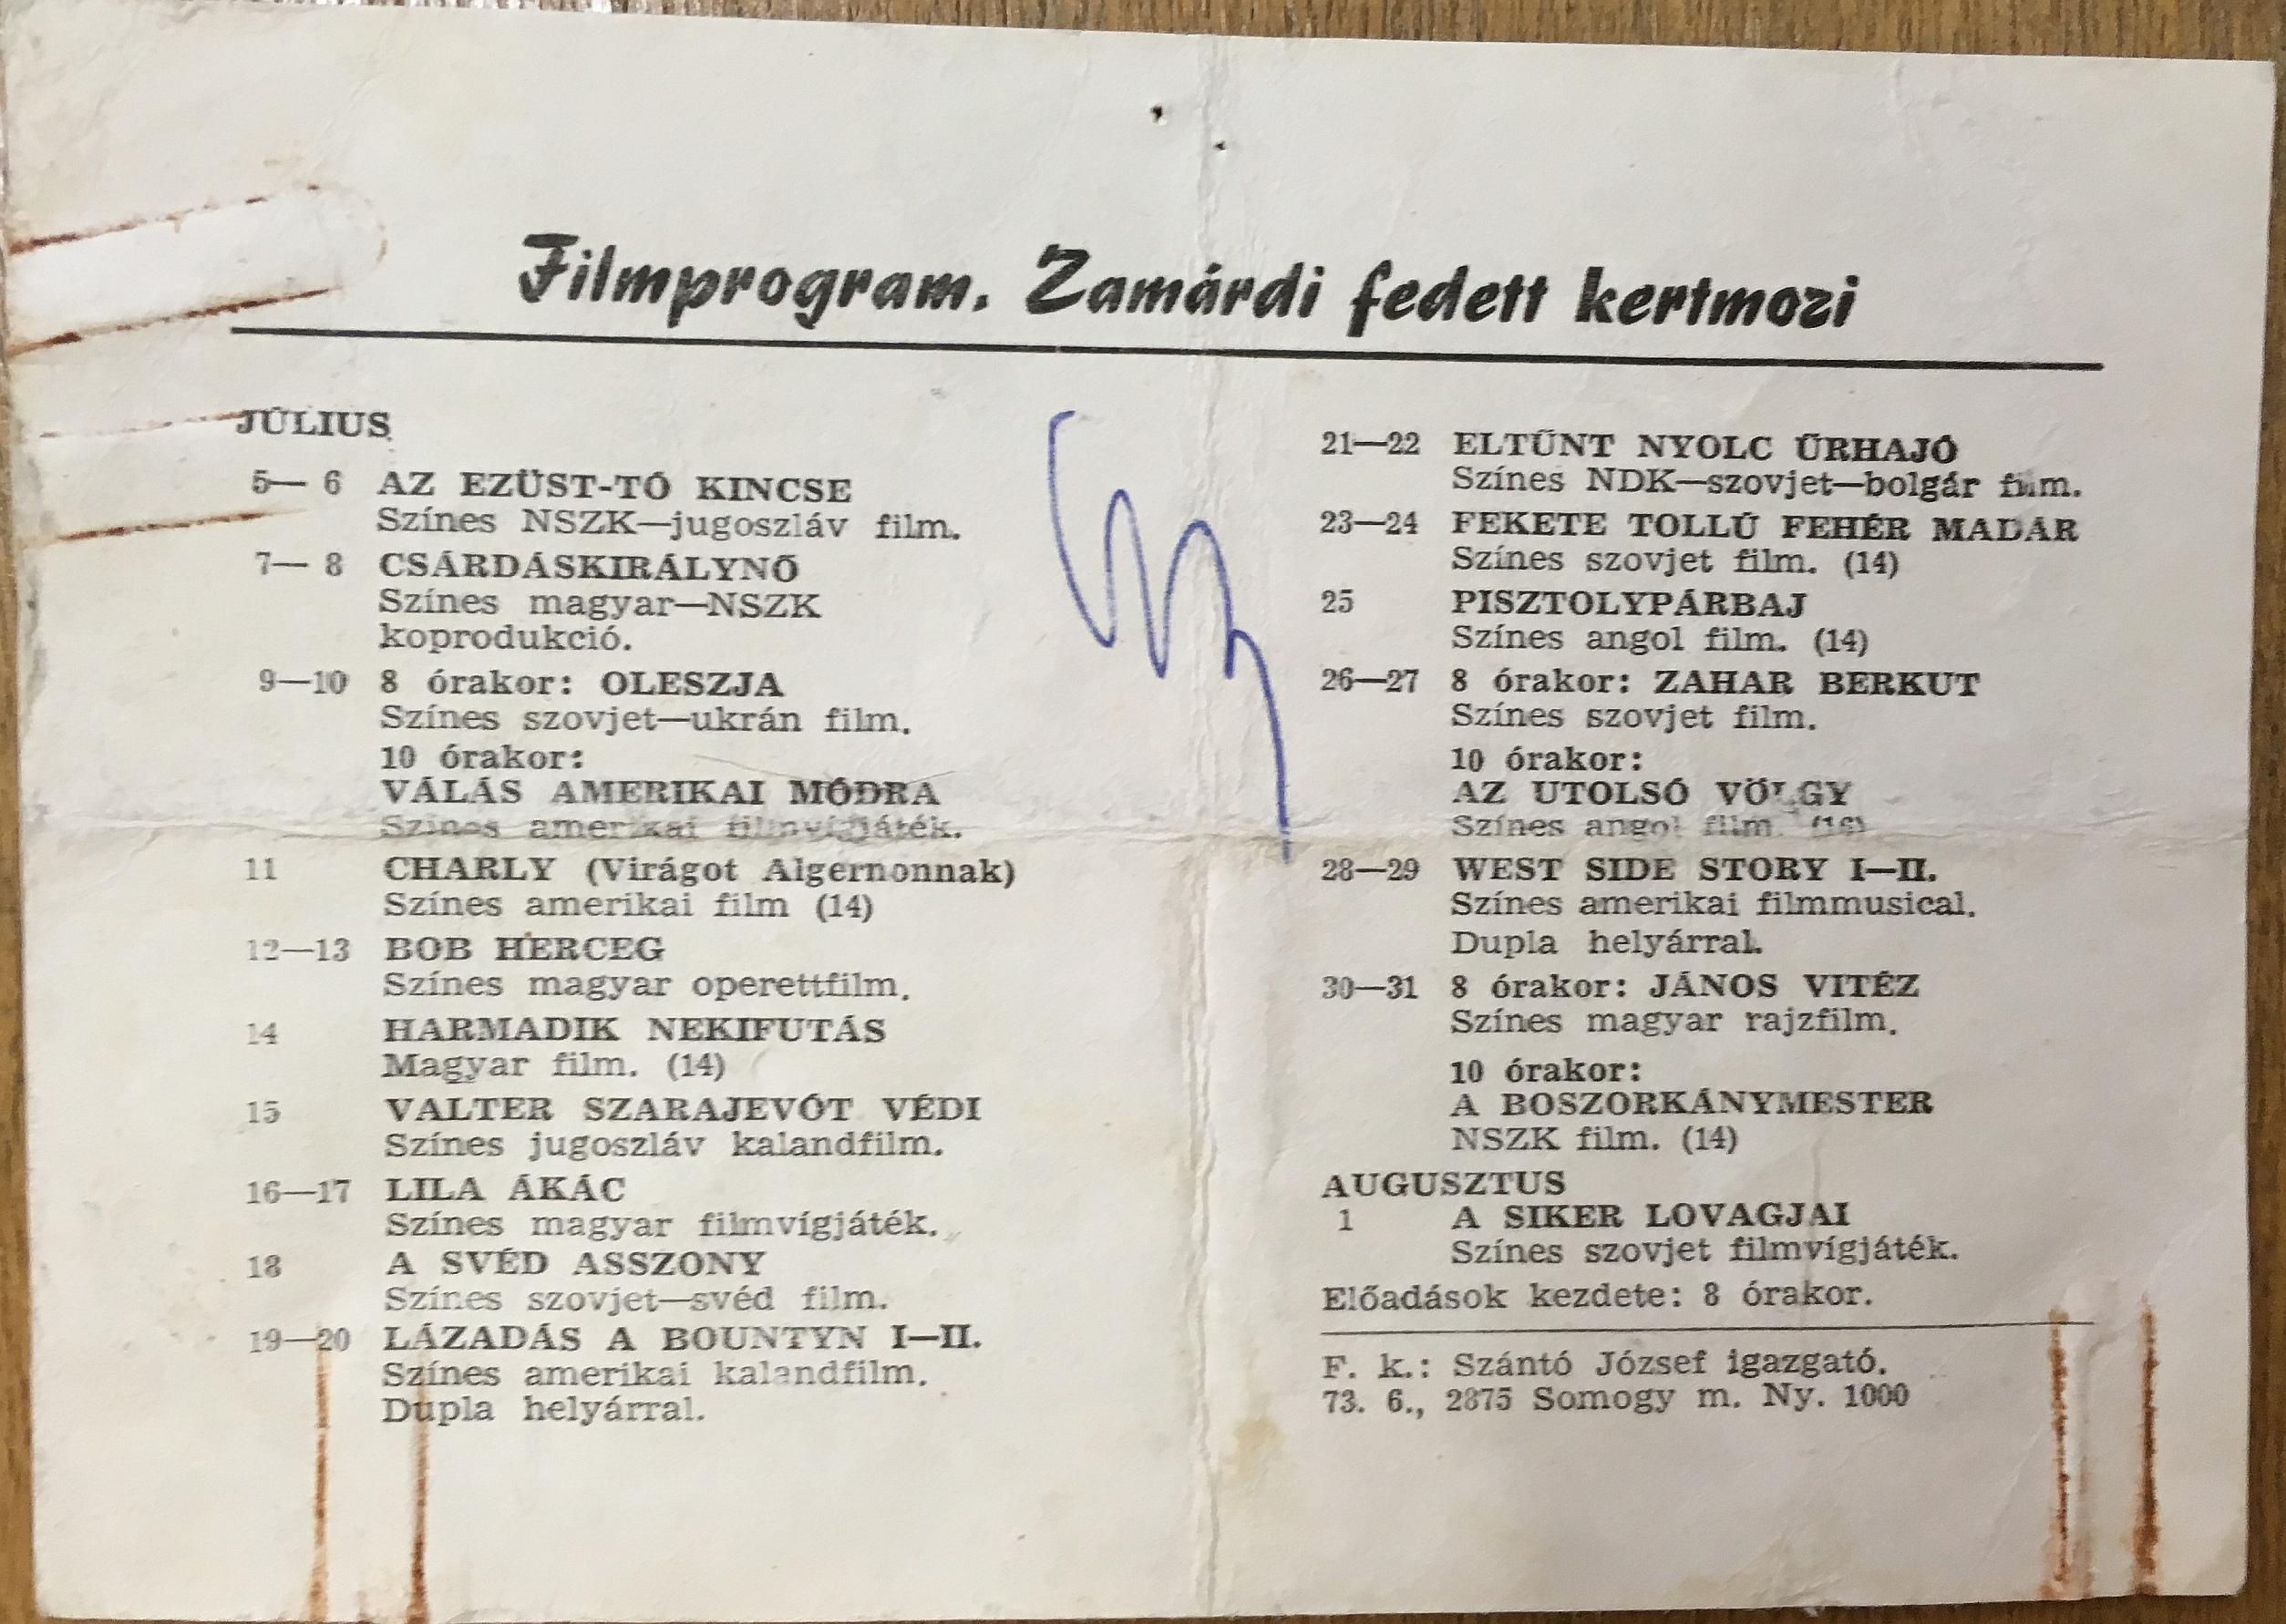 Filmprogram. Zamárdi fedett kertmozi
JÚLIUS
5— 6 AZ EZÜST-TÓ KINCSE
Színes NSZK—jugoszláv film.
7— 8 CSÁRDÁSKIRÁLYNŐ
Színes magyar—NSZK
koprodukció.
9—10 8 órakor: OLESZJA
Színes szovjet—ukrán film.
10 órakor:
VÁLÁS AMERIKAI MÓDRA
Színes amerikai filmvígjáték.
11 CHARLY (Virágot Algernonnak)
Színes amerikai film (14)
12—13 BOB HERCEG
Színes magyar operettfilm.
14 HARMADIK NEKIFUTÁS
Magyar film. (14)
15 VALTER SZARAJEVÓT VÉDI
Színes jugoszláv kalandfilm.
16—17 LILA ÁKÁC
Színes magyar filmvígjáték.
18 A SVÉD ASSZONY
Színes szovjet—svéd film.
19—20 LÁZADÁS A BOUNTYN I—II.
Színes amerikai kalandfilm.
Dupla helyárral.
21—22 ELTŰNT NYOLC ŰRHAJÓ
Színes NDK—szovjet—bolgár film.
23—24 FEKETE TOLLÚ FEHÉR MADÁR
Színes szovjet film. (14)
25 PISZTOLYPÁRBAJ
Színes angol film. (14)
26—27 8 órakor: ZAHAR BERKUT
Színes szovjet film.
10 órakor:
AZ UTOLSÓ VÖLGY
Színes angol film. (16)
28—29 WEST SIDE STORY I—II.
Színes amerikai filmmusical.
Dupla helyárral.
30—31 8 órakor: JÁNOS VITÉZ
Színes magyar rajzfilm.
10 órakor:
A BOSZORKÁNYMESTER
NSZK film. (14)
AUGUSZTUS
1 A SIKER LOVAGJAI
Színes szovjet filmvígjáték.
Előadások kezdete: 8 órakor.
F. k.: Szántó József igazgató.
73. 6., 2875 Somogy m. Ny. 1000